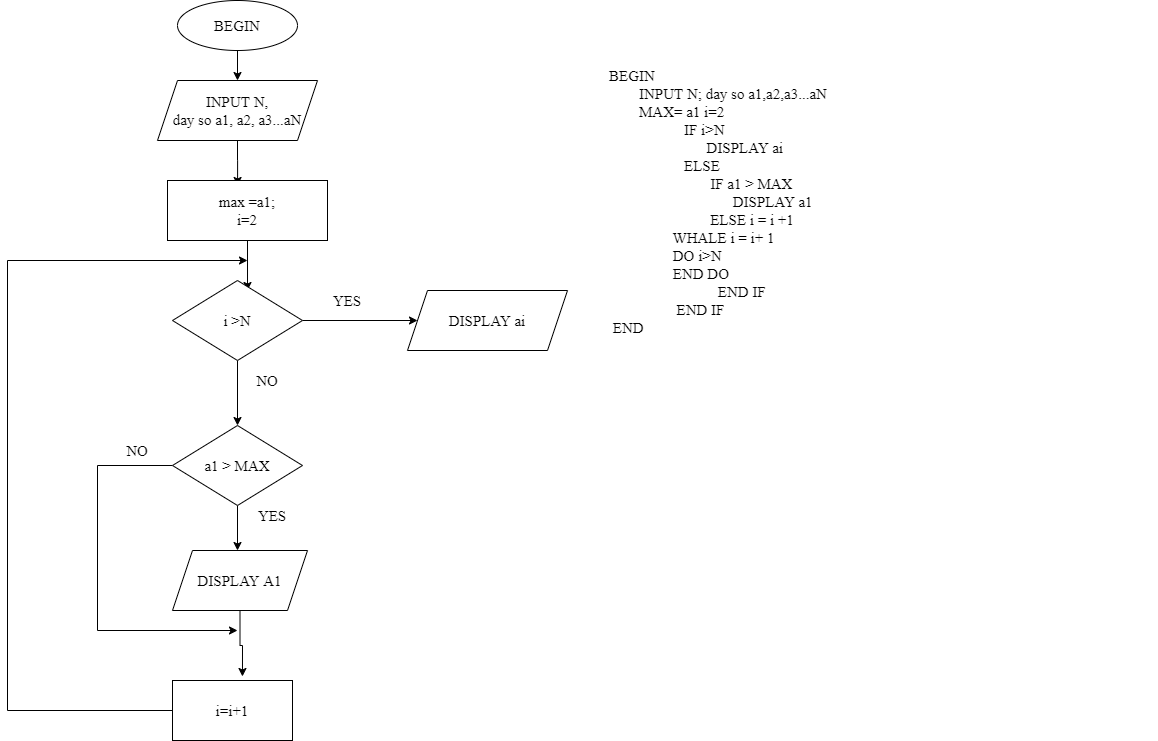 BEGIN
INPUT N,
day so a1, a2, a3...aN
max =a1;
i=2
i >N
YES
DISPLAY ai
NO
a1 > MAX
NO
YES
DISPLAY A1
i=i+1
BEGIN
INPUT N; day so a1,a2,a3...aN
MAX= a1 i=2
IF i>N
DISPLAY ai
ELSE
IF a1 > MAX
DISPLAY a1
ELSE i = i +1
WHALE i = i+ 1
DO i>N
END DO
END IF
END IF
END